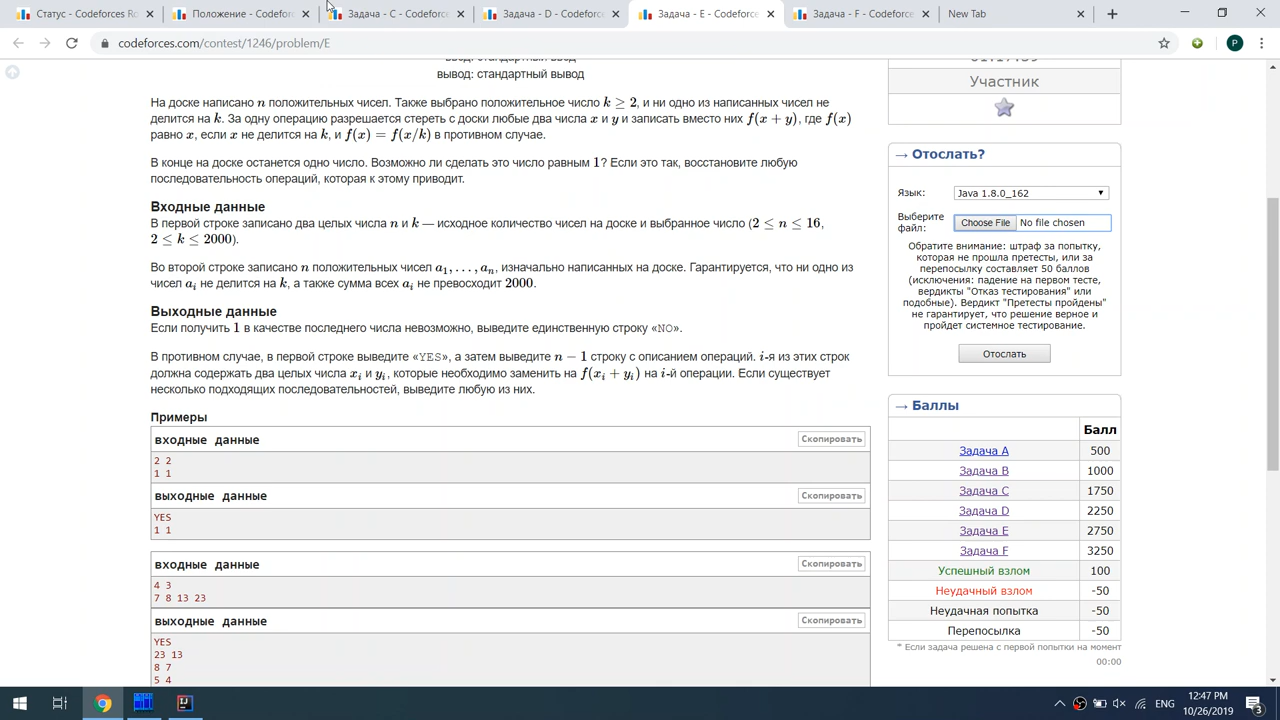 Статус - Codeforces Ro
Положение - Codefor
Задача - C - Codeforce
Задача - D - Codeforc
Задача - E - Codeforce
Задача - F - Codeforce
New Tab
codeforces.com/contest/1246/problem/E
вывод: стандартный вывод
На доске написано n положительных чисел. Также выбрано положительное число k ≥ 2, и ни одно из написанных чисел не
делится на k. За одну операцию разрешается стереть с доски любые два числа x и y и записать вместо них f(x + y), где f(x)
равно x, если x не делится на k, и f(x) = f(x/k) в противном случае.
В конце на доске останется одно число. Возможно ли сделать это число равным 1? Если это так, восстановите любую
последовательность операций, которая к этому приводит.
Входные данные
В первой строке записано два целых числа n и k — исходное количество чисел на доске и выбранное число (2 ≤ n ≤ 16,
2 ≤ k ≤ 2000).
Во второй строке записано n положительных чисел a1, . . . , an, изначально написанных на доске. Гарантируется, что ни одно из
чисел ai не делится на k, а также сумма всех ai не превосходит 2000.
Выходные данные
Если получить 1 в качестве последнего числа невозможно, выведите единственную строку «NO».
В противном случае, в первой строке выведите «YES», а затем выведите n − 1 строку с описанием операций. i-я из этих строк
должна содержать два целых числа xi и yi, которые необходимо заменить на f(xi + yi) на i-й операции. Если существует
несколько подходящих последовательностей, выведите любую из них.
Примеры
входные данные
Скопировать
2 2
1 1
выходные данные
Скопировать
YES
1 1
входные данные
Скопировать
4 3
7 8 13 23
выходные данные
Скопировать
YES
23 13
8 7
5 4
Участник
→ Отослать?
Язык:
Java 1.8.0_162
Выберите
файл:
Choose File No file chosen
Обратите внимание: штраф за попытку,
которая не прошла претесты, или за
перепосылку составляет 50 баллов
(исключения: падение на первом тесте,
вердикты "Отказ тестирования" или
подобные). Вердикт "Претесты пройдены"
не гарантирует, что решение верное и
пройдет системное тестирование.
Отослать
→ Баллы
Балл
Задача A 500
Задача B 1000
Задача C 1750
Задача D 2250
Задача E 2750
Задача F 3250
Успешный взлом 100
Неудачный взлом -50
Неудачная попытка -50
Перепосылка -50
* Если задача решена с первой попытки на момент
00:00
ENG
12:47 PM
10/26/2019